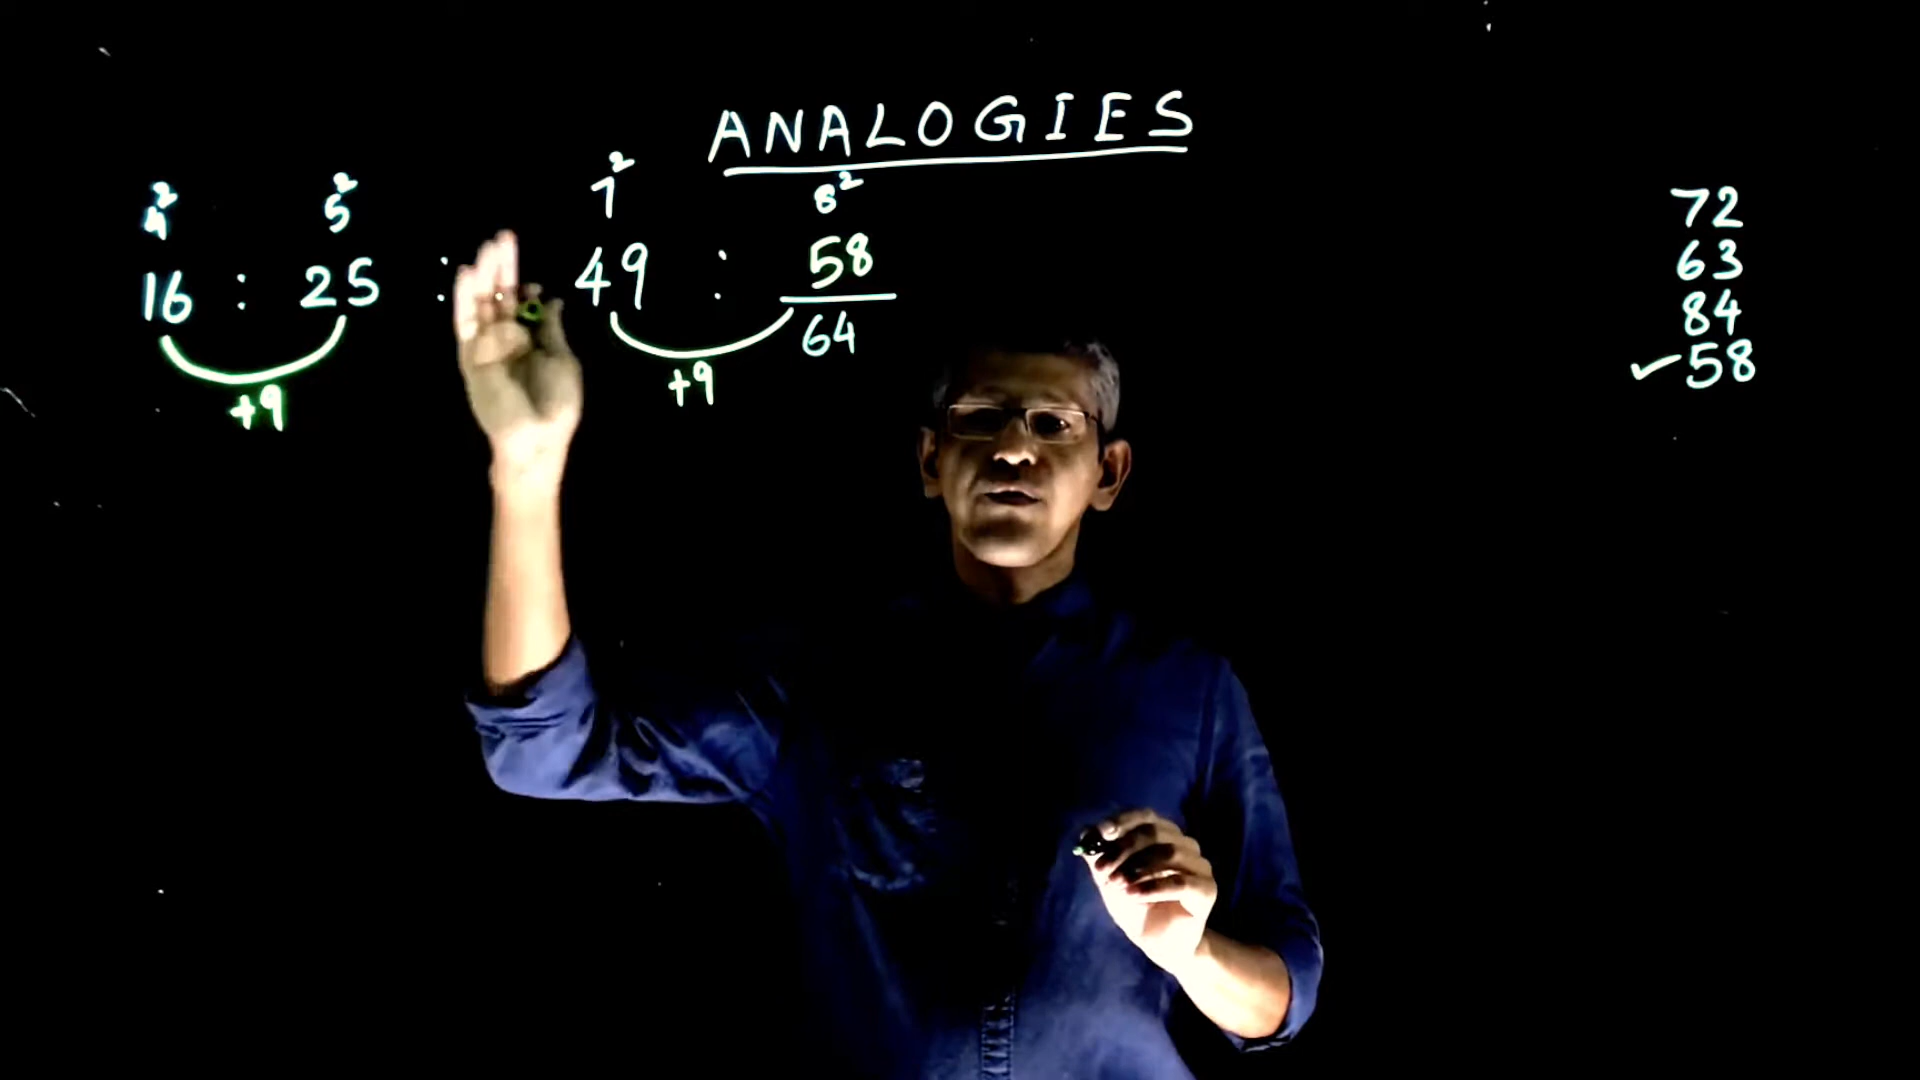 ANALOGIES
4² 5² 7² 8²
16 : 25 : 49 : 58
64
+9 +9
72
63
84
✓58